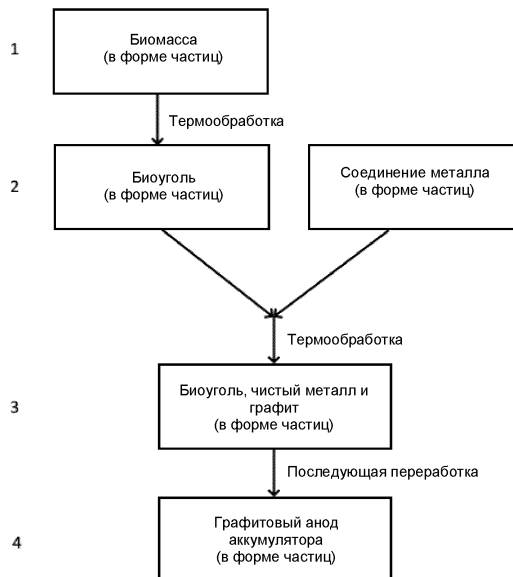 1
Биомасса
(в форме частиц)
Термообработка
2
Биоуголь
(в форме частиц)
Соединение металла
(в форме частиц)
Термообработка
3
Биоуголь, чистый металл и
графит
(в форме частиц)
Последующая переработка
4
Графитовый анод
аккумулятора
(в форме частиц)